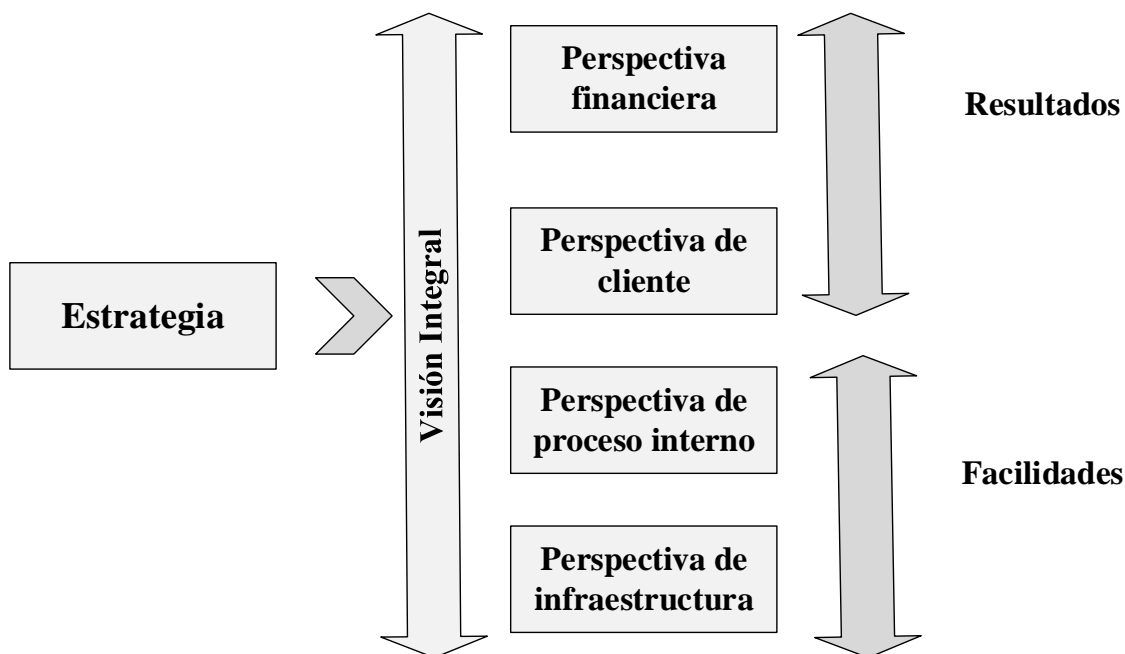 Estrategia
Visión Integral
Perspectiva
financiera
Perspectiva de
cliente
Perspectiva de
proceso interno
Perspectiva de
infraestructura
Resultados
Facilidades